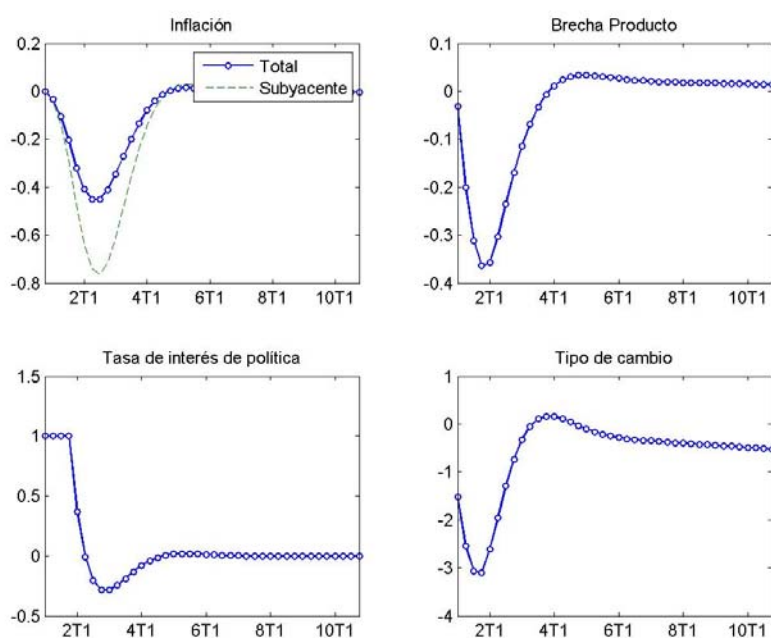 Inflación
0.2
0
-0.2
-0.4
-0.6
-0.8
Total
Subyacente
2T1 4T1 6T1 8T1 10T1
Brecha Producto
0.1
0
-0.1
-0.2
-0.3
-0.4
2T1 4T1 6T1 8T1 10T1
Tasa de interés de política
1.5
1
0.5
0
-0.5
2T1 4T1 6T1 8T1 10T1
Tipo de cambio
1
0
-1
-2
-3
-4
2T1 4T1 6T1 8T1 10T1